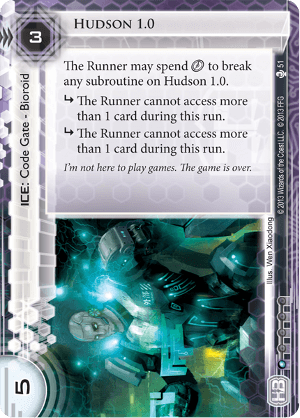 HUDSON 1.0
3
The Runner may spend to break
any subroutine on Hudson 1.0.
The Runner cannot access more
than 1 card during this run.
The Runner cannot access more
than 1 card during this run.
I'm not here to play games. The game is over.
ICE: Code Gate - Bioroid
51
© 2013 Wizards of the Coast LLC. © 2013 FFG
Illus. Wen Xiaodong
5
HB